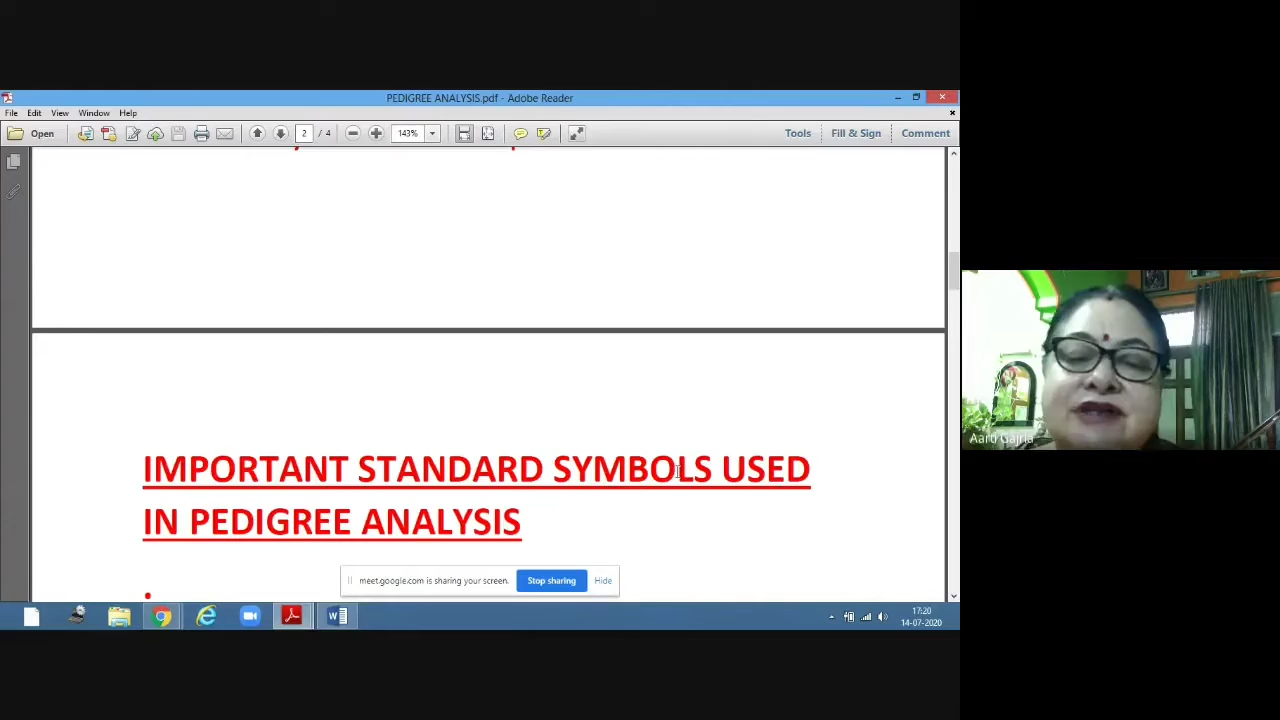 PEDIGREE ANALYSIS.pdf - Adobe Reader
File Edit View Window Help
Open 2 / 4 143% Tools Fill & Sign Comment
IMPORTANT STANDARD SYMBOLS USED
IN PEDIGREE ANALYSIS
meet.google.com is sharing your screen. Stop sharing Hide
17:20
14-07-2020
Aarti Gajria